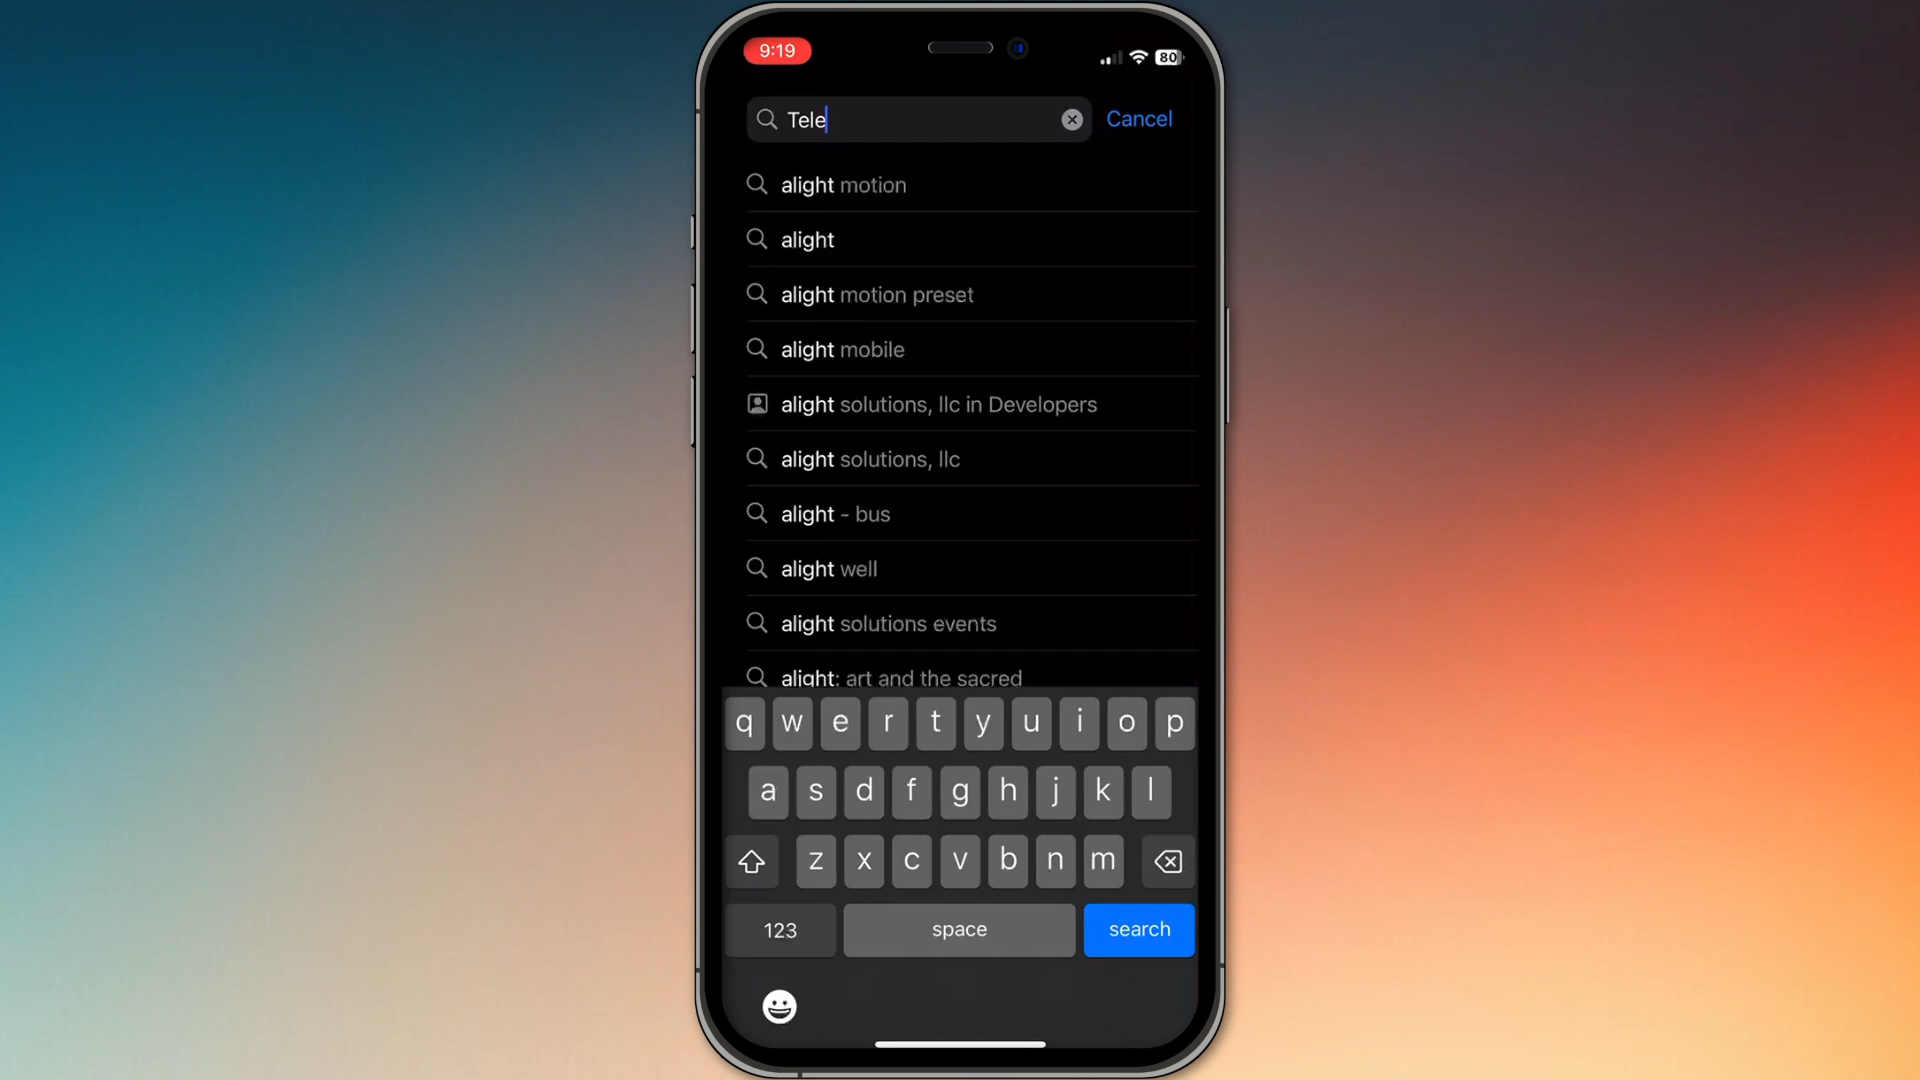 9:19
80
Tele
Cancel
alight motion
alight
alight motion preset
alight mobile
alight solutions, llc in Developers
alight solutions, llc
alight - bus
alight well
alight solutions events
alight: art and the sacred
q w e r t y u i o p
a s d f g h j k l
z x c v b n m
123 space search